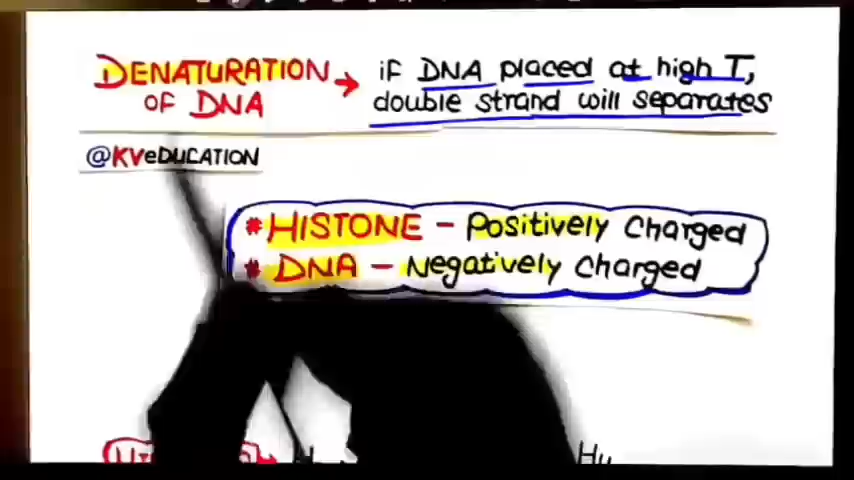 DENATURATION → if DNA placed at high T,
OF DNA double strand will separates
@KVeDUCATION
* HISTONE - Positively Charged
* DNA - Negatively Charged